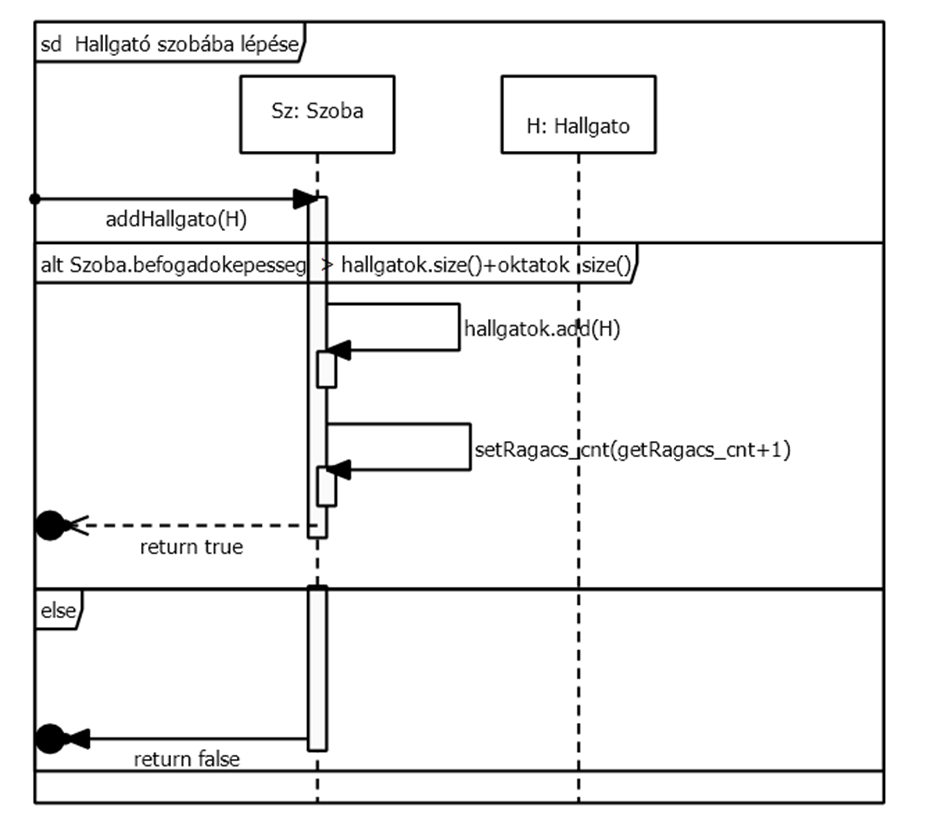 sd Hallgató szobába lépése
Sz: Szoba
H: Hallgato
addHallgato(H)
alt Szoba.befogadokepesseg > hallgatok.size()+oktatok size()
hallgatok.add(H)
setRagacs_cnt(getRagacs_cnt+1)
return true
else
return false